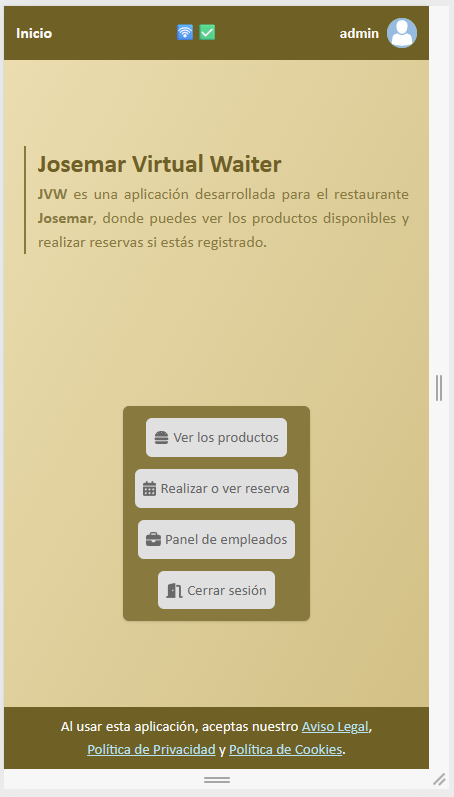 Inicio
admin
Josemar Virtual Waiter
JVW es una aplicación desarrollada para el restaurante
Josemar, donde puedes ver los productos disponibles y
realizar reservas si estás registrado.
Ver los productos
Realizar o ver reserva
Panel de empleados
Cerrar sesión
Al usar esta aplicación, aceptas nuestro Aviso Legal,
Política de Privacidad y Política de Cookies.